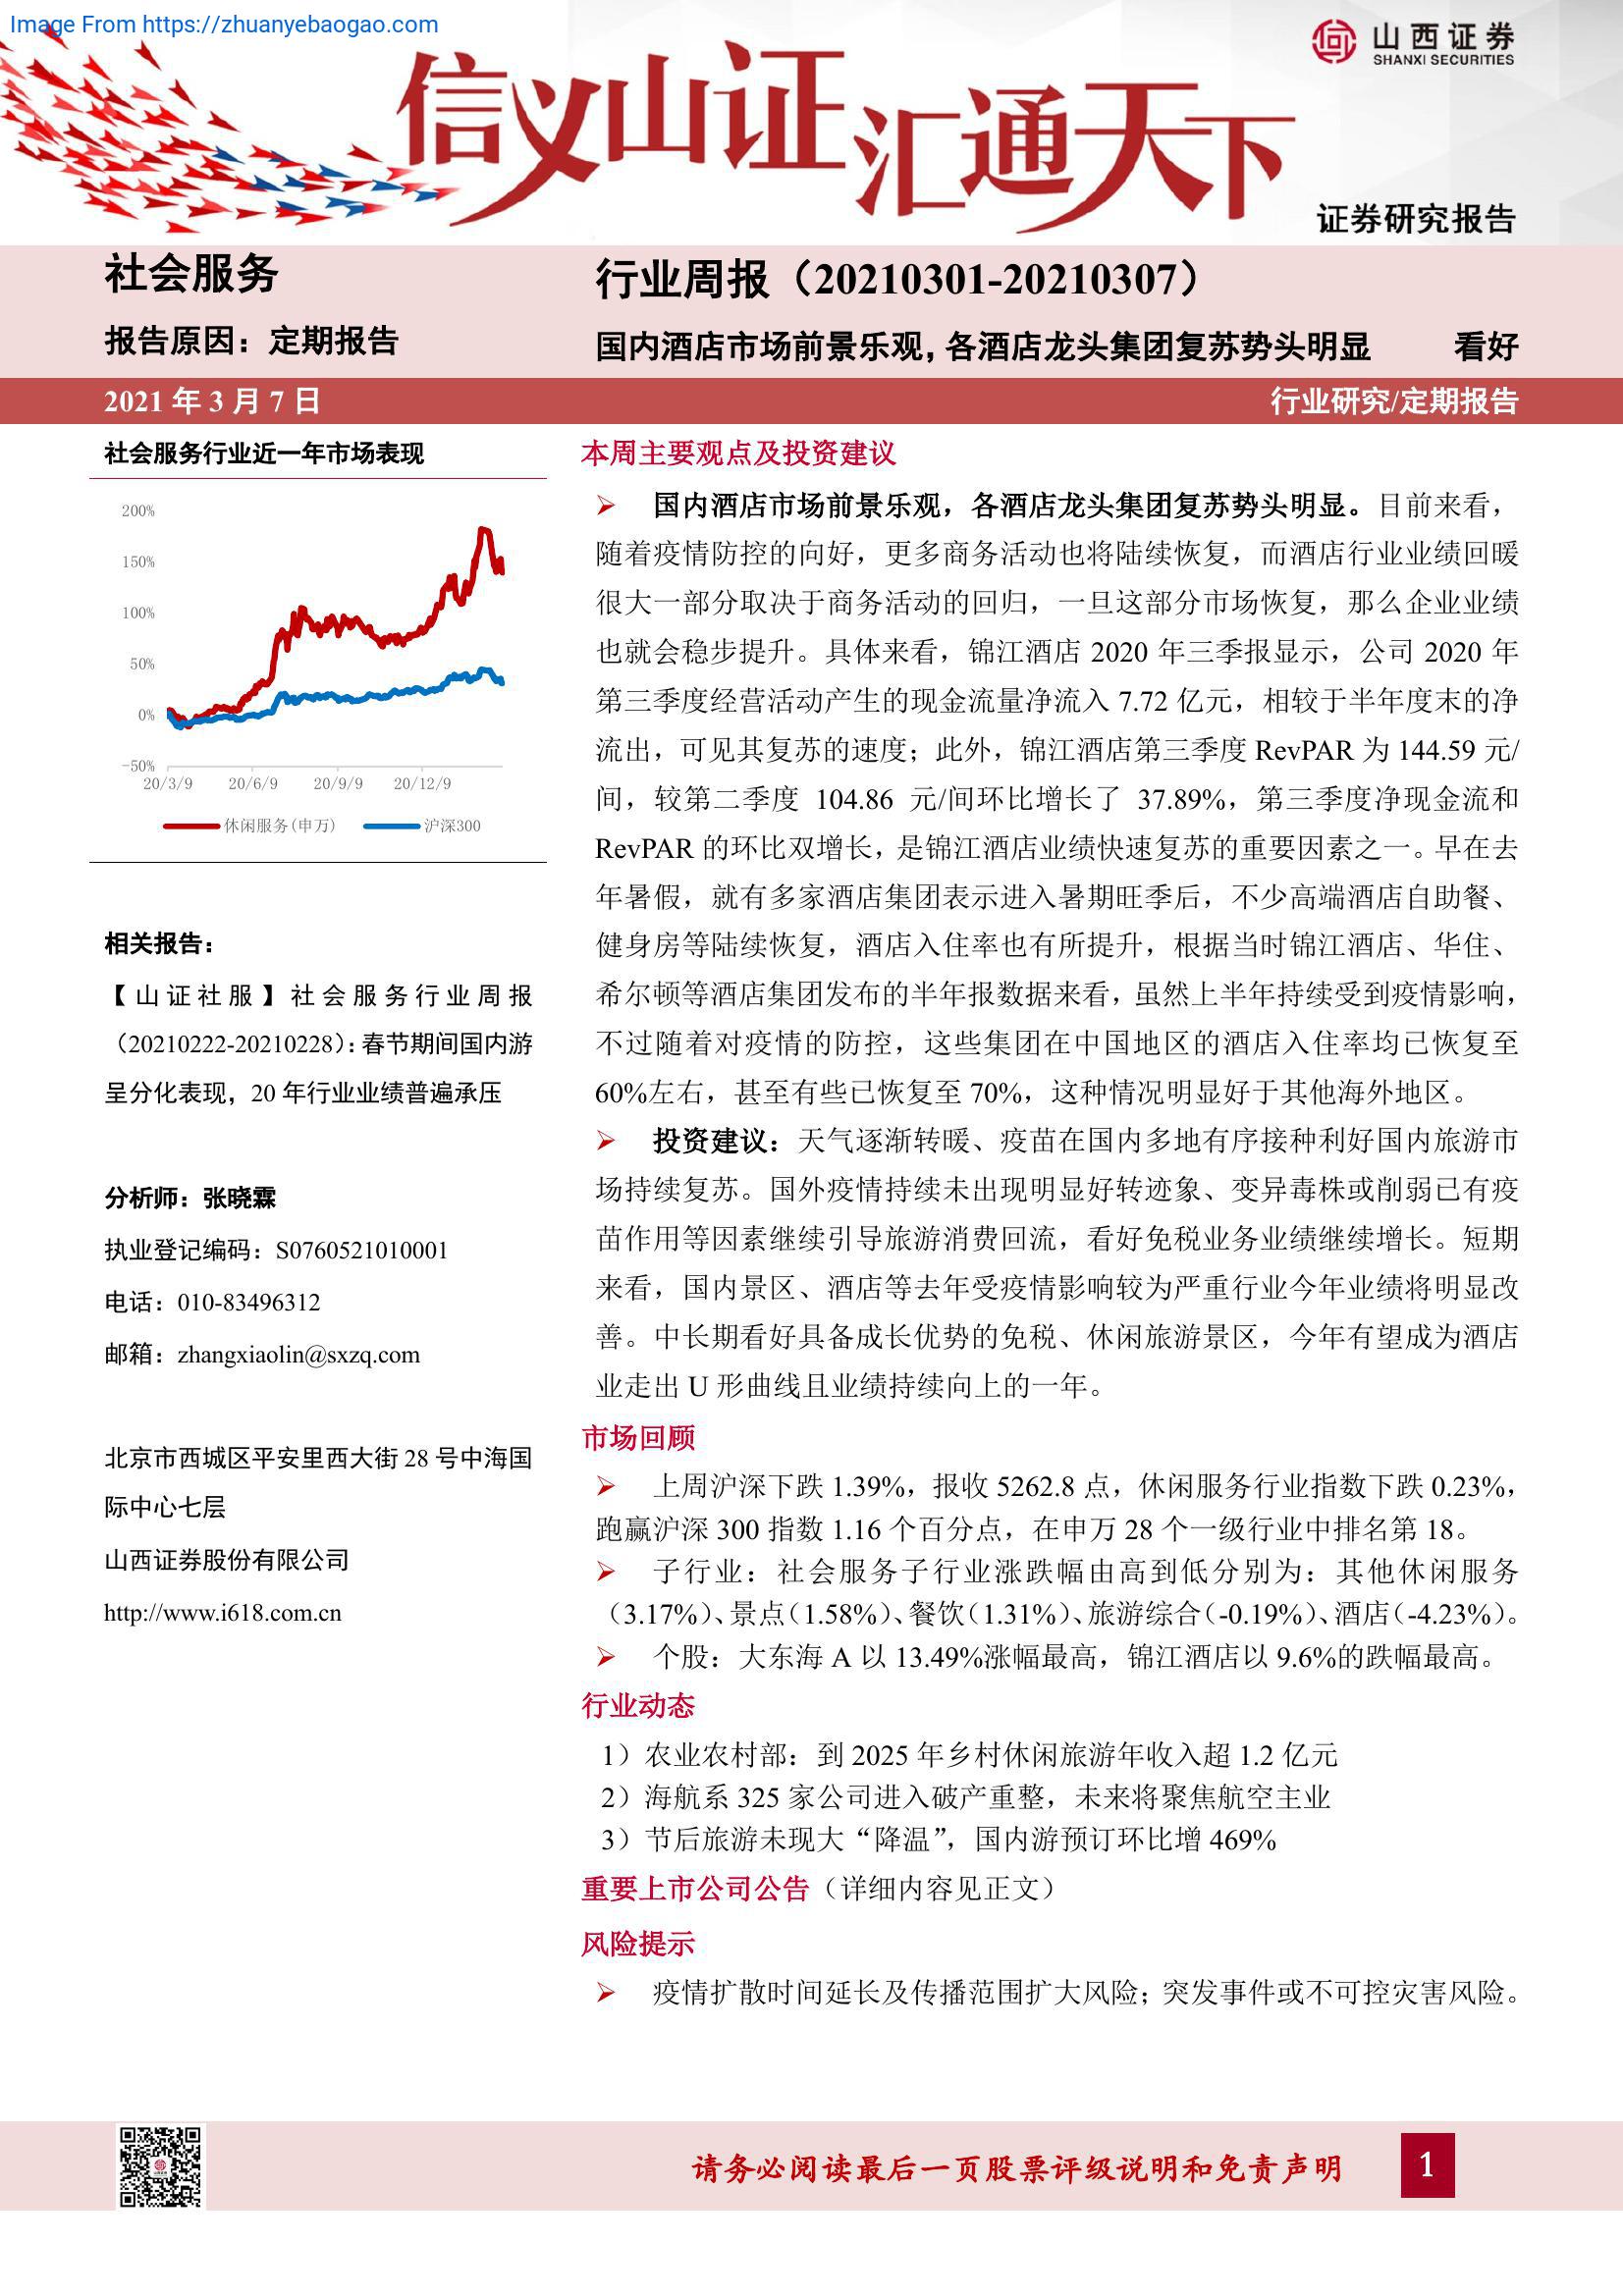 Image From https://zhuanyebaogao.com
山西证券
SHANXI SECURITIES
信义山证汇通天下
证券研究报告
社会服务
报告原因：定期报告
行业周报（20210301-20210307）
国内酒店市场前景乐观，各酒店龙头集团复苏势头明显 看好
2021 年 3 月 7 日 行业研究/定期报告
社会服务行业近一年市场表现
200%
150%
100%
50%
0%
-50%
20/3/9 20/6/9 20/9/9 20/12/9
休闲服务(申万) 沪深300
相关报告：
【山证社服】社会服务行业周报
（20210222-20210228）：春节期间国内游
呈分化表现，20 年行业业绩普遍承压
分析师：张晓霖
执业登记编码：S0760521010001
电话：010-83496312
邮箱：zhangxiaolin@sxzq.com
北京市西城区平安里西大街 28 号中海国
际中心七层
山西证券股份有限公司
http://www.i618.com.cn
本周主要观点及投资建议
➢ 国内酒店市场前景乐观，各酒店龙头集团复苏势头明显。目前来看，
随着疫情防控的向好，更多商务活动也将陆续恢复，而酒店行业业绩回暖
很大一部分取决于商务活动的回归，一旦这部分市场恢复，那么企业业绩
也就会稳步提升。具体来看，锦江酒店 2020 年三季报显示，公司 2020 年
第三季度经营活动产生的现金流量净流入 7.72 亿元，相较于半年度末的净
流出，可见其复苏的速度；此外，锦江酒店第三季度 RevPAR 为 144.59 元/
间，较第二季度 104.86 元/间环比增长了 37.89%，第三季度净现金流和
RevPAR 的环比双增长，是锦江酒店业绩快速复苏的重要因素之一。早在去
年暑假，就有多家酒店集团表示进入暑期旺季后，不少高端酒店自助餐、
健身房等陆续恢复，酒店入住率也有所提升，根据当时锦江酒店、华住、
希尔顿等酒店集团发布的半年报数据来看，虽然上半年持续受到疫情影响，
不过随着对疫情的防控，这些集团在中国地区的酒店入住率均已恢复至
60%左右，甚至有些已恢复至 70%，这种情况明显好于其他海外地区。
➢ 投资建议：天气逐渐转暖、疫苗在国内多地有序接种利好国内旅游市
场持续复苏。国外疫情持续未出现明显好转迹象、变异毒株或削弱已有疫
苗作用等因素继续引导旅游消费回流，看好免税业务业绩继续增长。短期
来看，国内景区、酒店等去年受疫情影响较为严重行业今年业绩将明显改
善。中长期看好具备成长优势的免税、休闲旅游景区，今年有望成为酒店
业走出 U 形曲线且业绩持续向上的一年。
市场回顾
➢ 上周沪深下跌 1.39%，报收 5262.8 点，休闲服务行业指数下跌 0.23%，
跑赢沪深 300 指数 1.16 个百分点，在申万 28 个一级行业中排名第 18。
➢ 子行业：社会服务子行业涨跌幅由高到低分别为：其他休闲服务
（3.17%）、景点（1.58%）、餐饮（1.31%）、旅游综合（-0.19%）、酒店（-4.23%）。
➢ 个股：大东海 A 以 13.49%涨幅最高，锦江酒店以 9.6%的跌幅最高。
行业动态
1）农业农村部：到 2025 年乡村休闲旅游年收入超 1.2 亿元
2）海航系 325 家公司进入破产重整，未来将聚焦航空主业
3）节后旅游未现大“降温”，国内游预订环比增 469%
重要上市公司公告（详细内容见正文）
风险提示
➢ 疫情扩散时间延长及传播范围扩大风险；突发事件或不可控灾害风险。
请务必阅读最后一页股票评级说明和免责声明
1